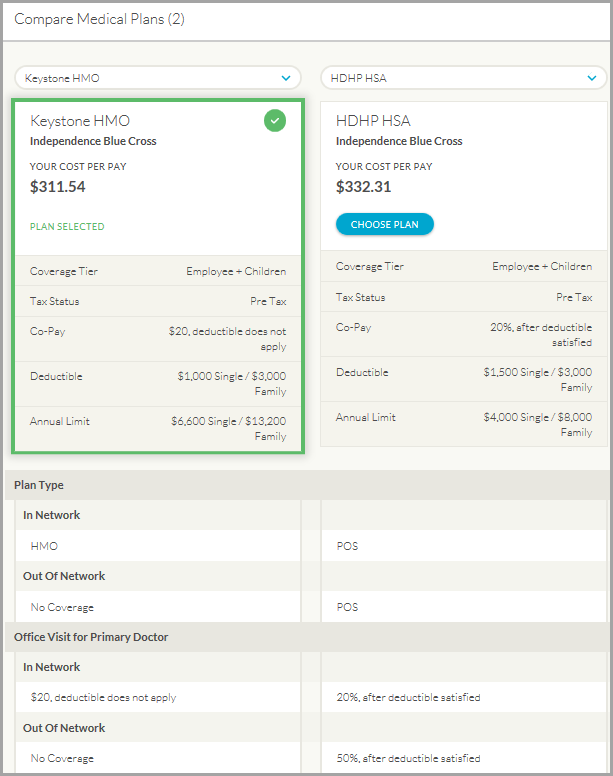 Compare Medical Plans (2)
Keystone HMO
HDHP HSA
Keystone HMO
Independence Blue Cross
YOUR COST PER PAY
$311.54
PLAN SELECTED
Coverage Tier Employee + Children
Tax Status Pre Tax
Co-Pay $20, deductible does not
apply
Deductible $1,000 Single / $3,000
Family
Annual Limit $6,600 Single / $13,200
Family
HDHP HSA
Independence Blue Cross
YOUR COST PER PAY
$332.31
CHOOSE PLAN
Coverage Tier Employee + Children
Tax Status Pre Tax
Co-Pay 20%, after deductible
satisfied
Deductible $1,500 Single / $3,000
Family
Annual Limit $4,000 Single / $8,000
Family
Plan Type
In Network
HMO POS
Out Of Network
No Coverage POS
Office Visit for Primary Doctor
In Network
$20, deductible does not apply 20%, after deductible satisfied
Out Of Network
No Coverage 50%, after deductible satisfied